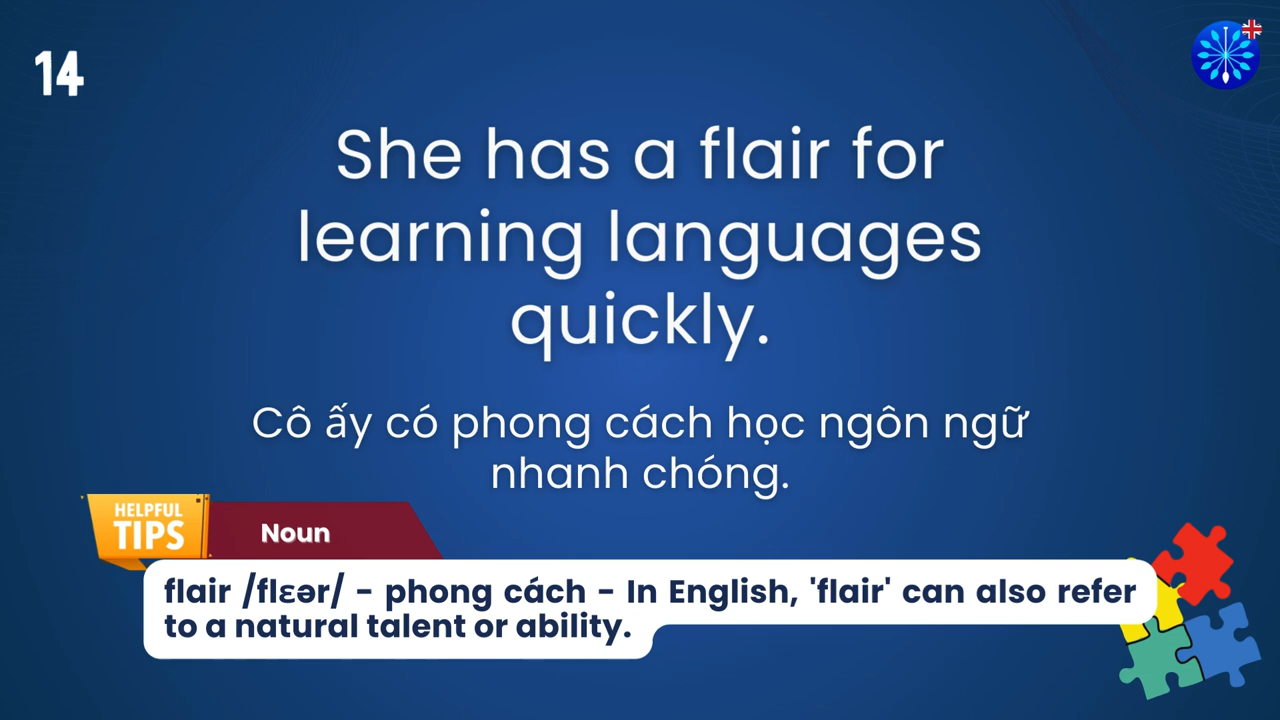 14
She has a flair for
learning languages
quickly.
Cô ấy có phong cách học ngôn ngữ
nhanh chóng.
HELPFUL
TIPS
Noun
flair /flɛər/ - phong cách - In English, 'flair' can also refer
to a natural talent or ability.